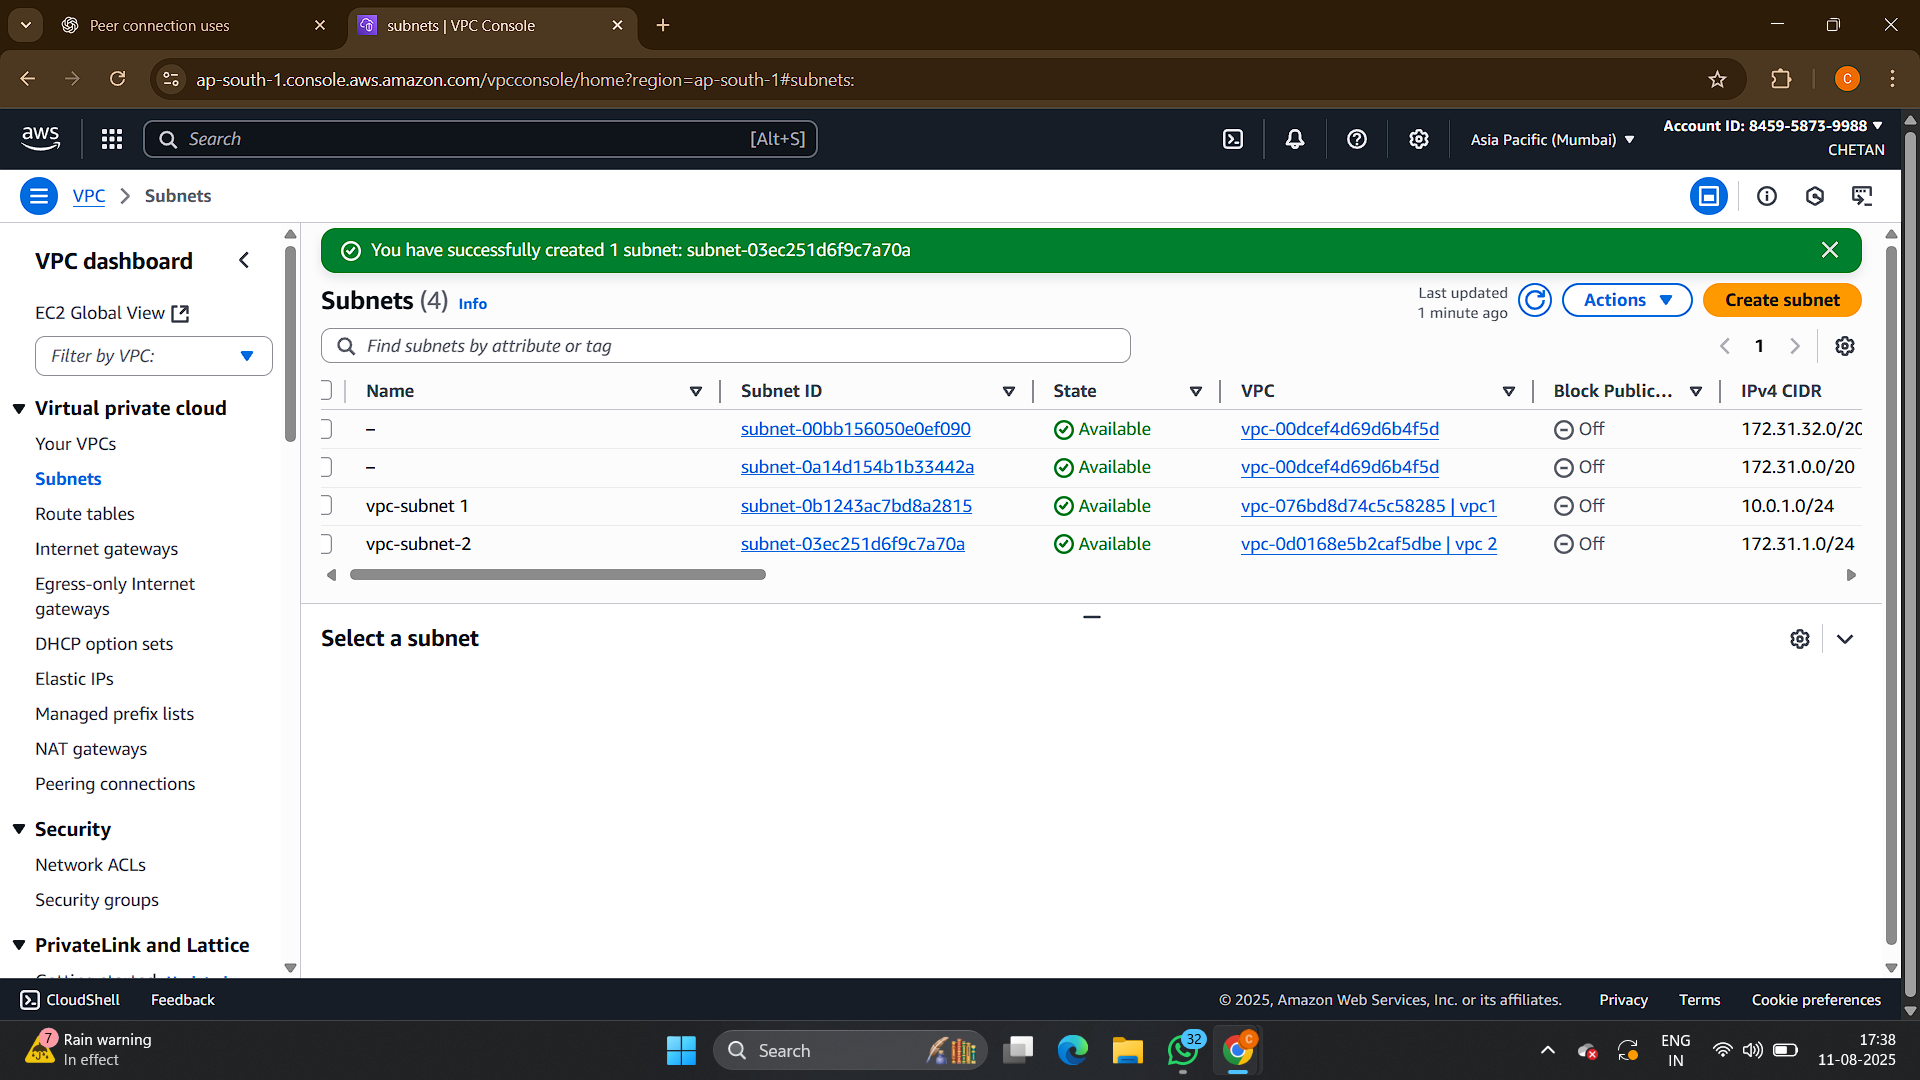 Peer connection uses
subnets | VPC Console
ap-south-1.console.aws.amazon.com/vpcconsole/home?region=ap-south-1#subnets:
C
aws
Search
[Alt+S]
Asia Pacific (Mumbai)
Account ID: 8459-5873-9988
CHETAN
VPC
Subnets
VPC dashboard
EC2 Global View
Filter by VPC:
Virtual private cloud
Your VPCs
Subnets
Route tables
Internet gateways
Egress-only Internet
gateways
DHCP option sets
Elastic IPs
Managed prefix lists
NAT gateways
Peering connections
Security
Network ACLs
Security groups
PrivateLink and Lattice
You have successfully created 1 subnet: subnet-03ec251d6f9c7a70a
Subnets (4) Info
Last updated
1 minute ago
Actions
Create subnet
Find subnets by attribute or tag
1
Name Subnet ID State VPC Block Public... IPv4 CIDR
– subnet-00bb156050e0ef090 Available vpc-00dcef4d69d6b4f5d Off 172.31.32.0/20
– subnet-0a14d154b1b33442a Available vpc-00dcef4d69d6b4f5d Off 172.31.0.0/20
vpc-subnet 1 subnet-0b1243ac7bd8a2815 Available vpc-076bd8d74c5c58285 | vpc1 Off 10.0.1.0/24
vpc-subnet-2 subnet-03ec251d6f9c7a70a Available vpc-0d0168e5b2caf5dbe | vpc 2 Off 172.31.1.0/24
Select a subnet
CloudShell
Feedback
© 2025, Amazon Web Services, Inc. or its affiliates.
Privacy
Terms
Cookie preferences
7
Rain warning
In effect
Search
32
C
ENG
IN
17:38
11-08-2025